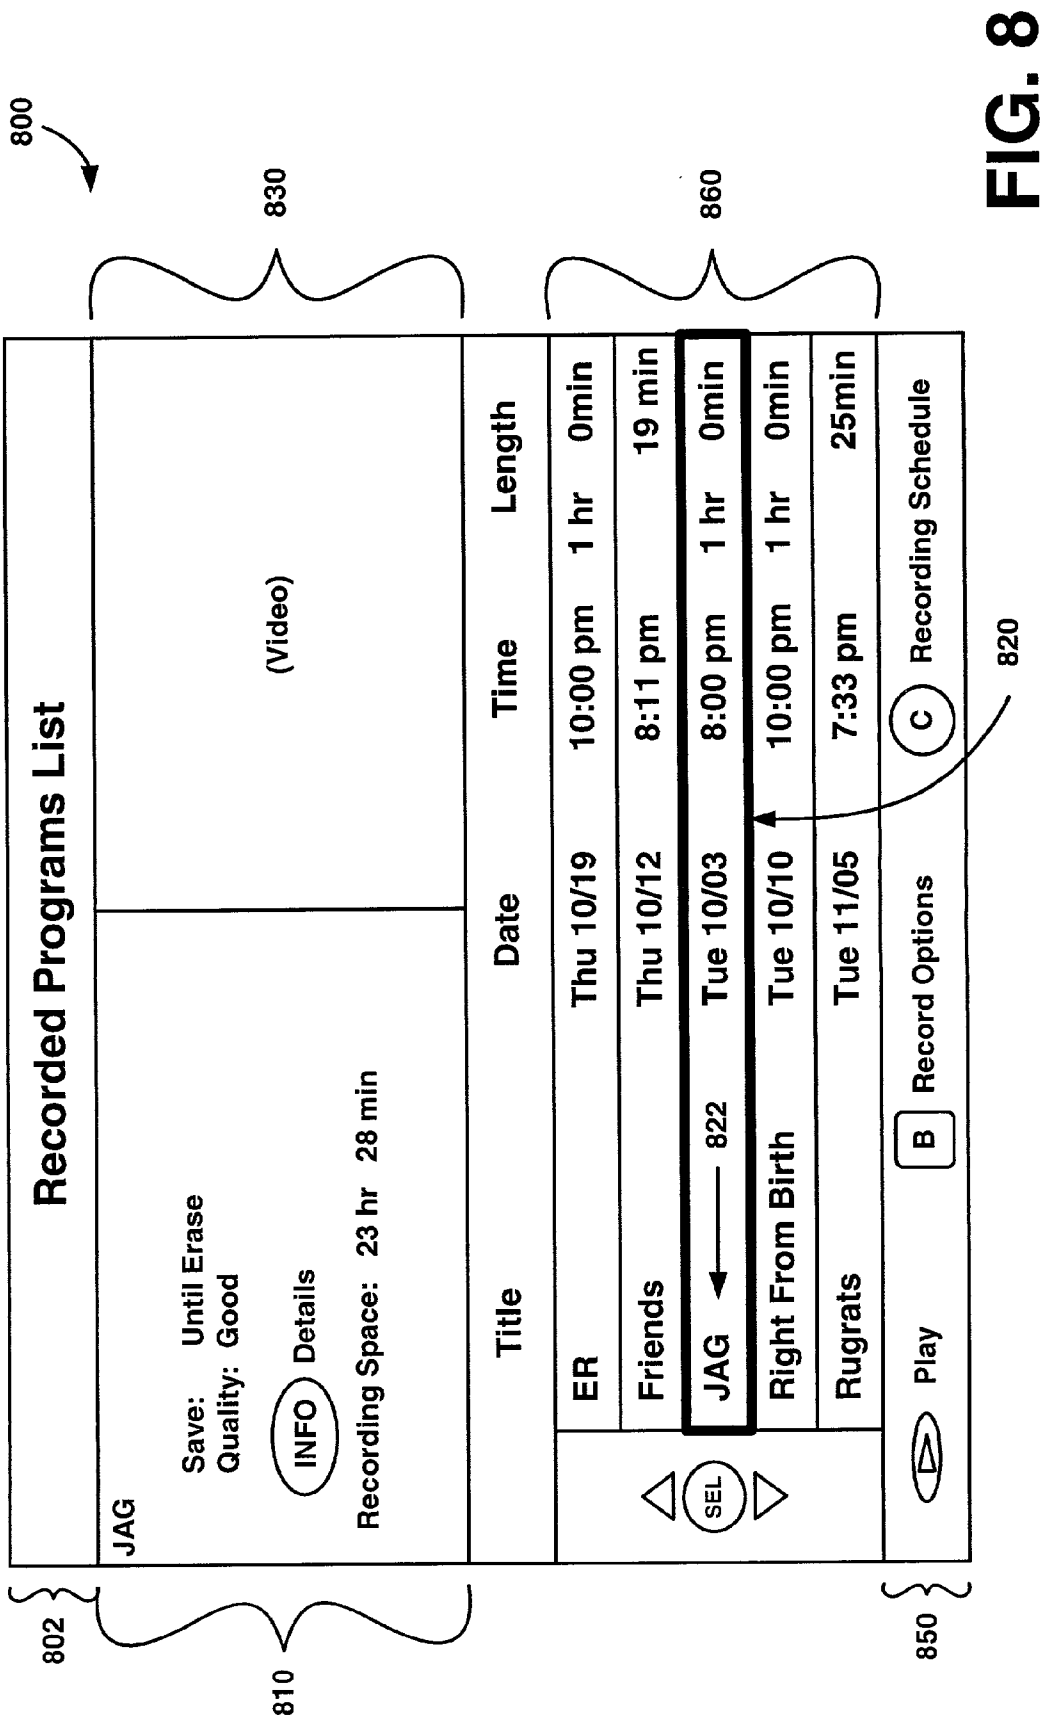 800
Recorded Programs List
802
JAG
Save: Until Erase
Quality: Good
INFO Details
Recording Space: 23 hr 28 min
(Video)
810
830
Title Date Time Length
ER Thu 10/19 10:00 pm 1 hr 0min
Friends Thu 10/12 8:11 pm 19 min
SEL
JAG 822 Tue 10/03 8:00 pm 1 hr 0min
Right From Birth Tue 10/10 10:00 pm 1 hr 0min
Rugrats Tue 11/05 7:33 pm 25min
860
850
Play B Record Options C Recording Schedule
820
FIG. 8